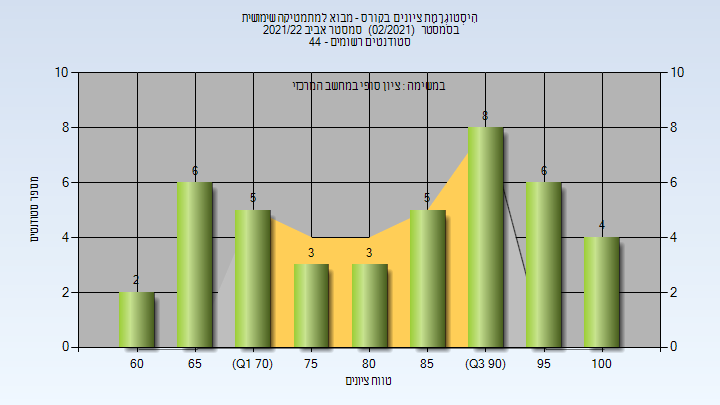 היסטוגרמת ציונים בקורס - מבוא למתמטיקה שימושית
בסמסטר (02/2021) סמסטר אביב 2021/22
סטודנטים רשומים - 44
במשימה : ציון סופי במחשב המרכזי
10 10
8 8 8
6 6 6 6
5 5
4 4 4
3 3
2 2 2
0 0
מספר סטודנטים
60 65 (Q1 70) 75 80 85 (Q3 90) 95 100
טווח ציונים